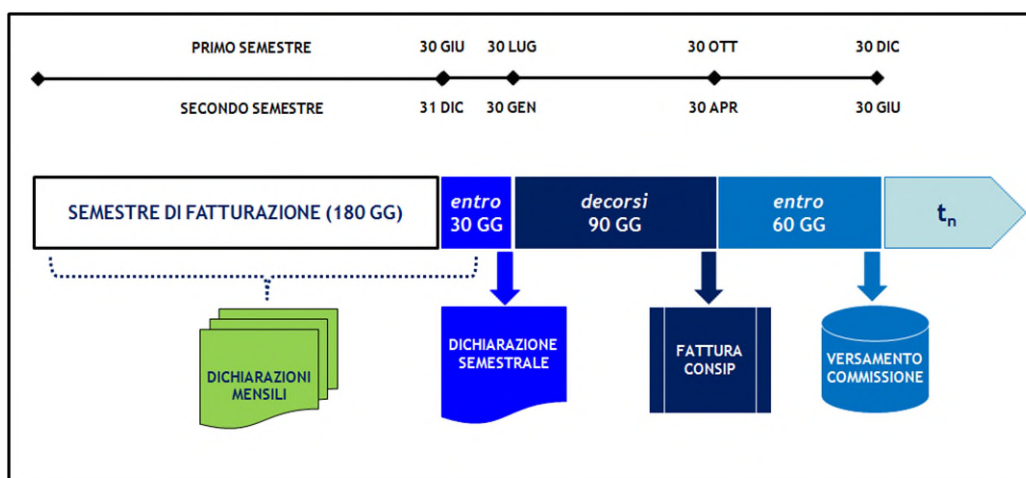 PRIMO SEMESTRE 30 GIU 30 LUG 30 OTT 30 DIC
SECONDO SEMESTRE 31 DIC 30 GEN 30 APR 30 GIU
SEMESTRE DI FATTURAZIONE (180 GG)
entro
30 GG
decorsi
90 GG
entro
60 GG
tn
DICHIARAZIONI
MENSILI
DICHIARAZIONE
SEMESTRALE
FATTURA
CONSIP
VERSAMENTO
COMMISSIONE